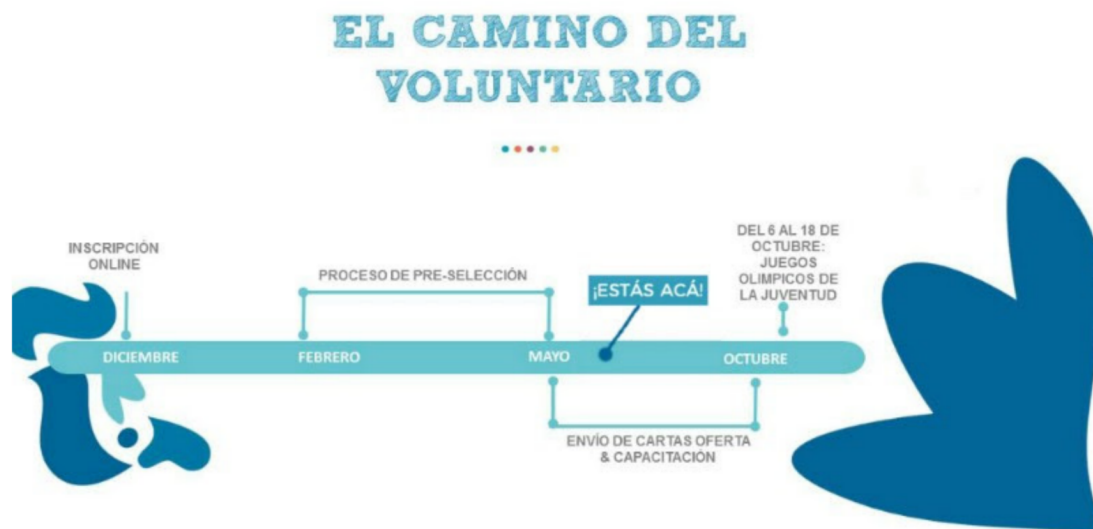 EL CAMINO DEL
VOLUNTARIO
INSCRIPCIÓN
ONLINE
PROCESO DE PRE-SELECCIÓN
¡ESTÁS ACÁ!
DEL 6 AL 18 DE
OCTUBRE:
JUEGOS
OLIMPICOS DE
LA JUVENTUD
DICIEMBRE
FEBRERO
MAYO
OCTUBRE
ENVÍO DE CARTAS OFERTA
& CAPACITACIÓN